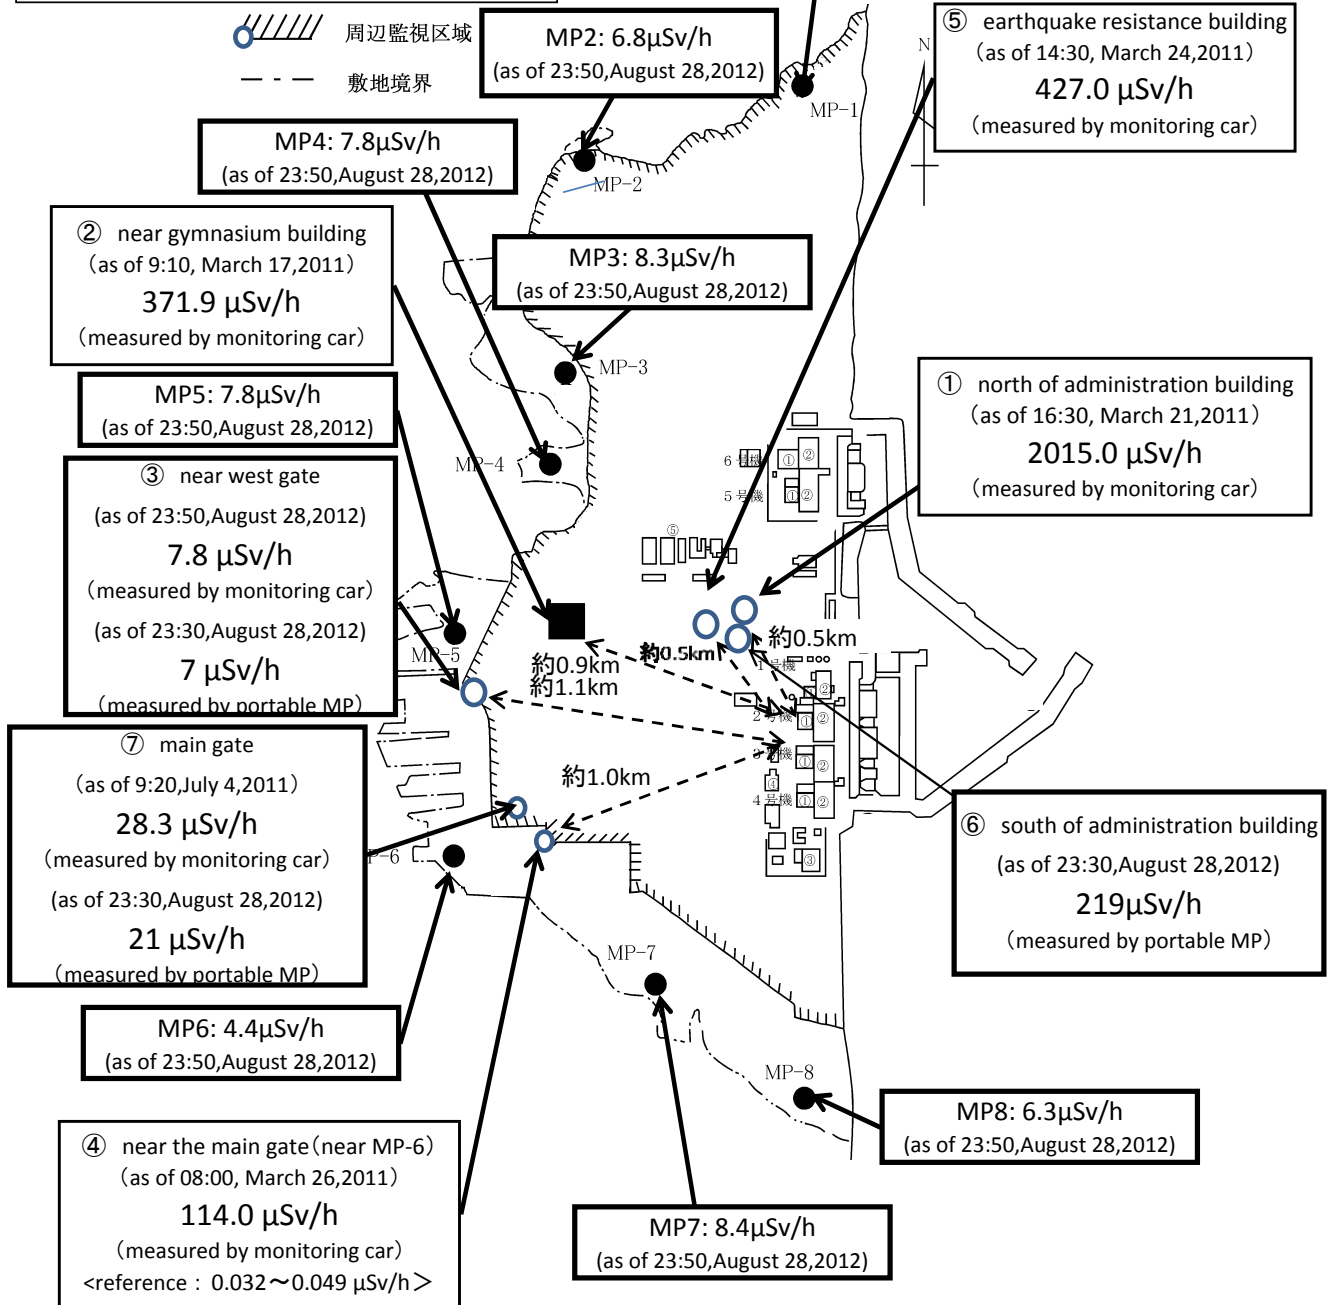 周辺監視区域
敷地境界
MP2: 6.8μSv/h
(as of 23:50,August 28,2012)
⑤ earthquake resistance building
(as of 14:30, March 24,2011)
427.0 μSv/h
(measured by monitoring car)
N
MP-1
MP4: 7.8μSv/h
(as of 23:50,August 28,2012)
MP-2
② near gymnasium building
(as of 9:10, March 17,2011)
371.9 μSv/h
(measured by monitoring car)
MP3: 8.3μSv/h
(as of 23:50,August 28,2012)
MP-3
MP5: 7.8μSv/h
(as of 23:50,August 28,2012)
① north of administration building
(as of 16:30, March 21,2011)
2015.0 μSv/h
(measured by monitoring car)
MP-4
6号機
① ②
5号機
① ②
③ near west gate
(as of 23:50,August 28,2012)
7.8 μSv/h
(measured by monitoring car)
(as of 23:30,August 28,2012)
7 μSv/h
(measured by portable MP)
⑤
MP-5
約0.5km
約0.5km
約0.9km
約1.1km
1号機
②
2号機
① ②
3号機
① ②
④
4号機
① ②
③
約1.0km
⑦ main gate
(as of 9:20,July 4,2011)
28.3 μSv/h
(measured by monitoring car)
(as of 23:30,August 28,2012)
21 μSv/h
(measured by portable MP)
P-6
⑥ south of administration building
(as of 23:30,August 28,2012)
219μSv/h
(measured by portable MP)
MP-7
MP6: 4.4μSv/h
(as of 23:50,August 28,2012)
MP-8
MP8: 6.3μSv/h
(as of 23:50,August 28,2012)
④ near the main gate(near MP-6)
(as of 08:00, March 26,2011)
114.0 μSv/h
(measured by monitoring car)
<reference : 0.032～0.049 μSv/h>
MP7: 8.4μSv/h
(as of 23:50,August 28,2012)